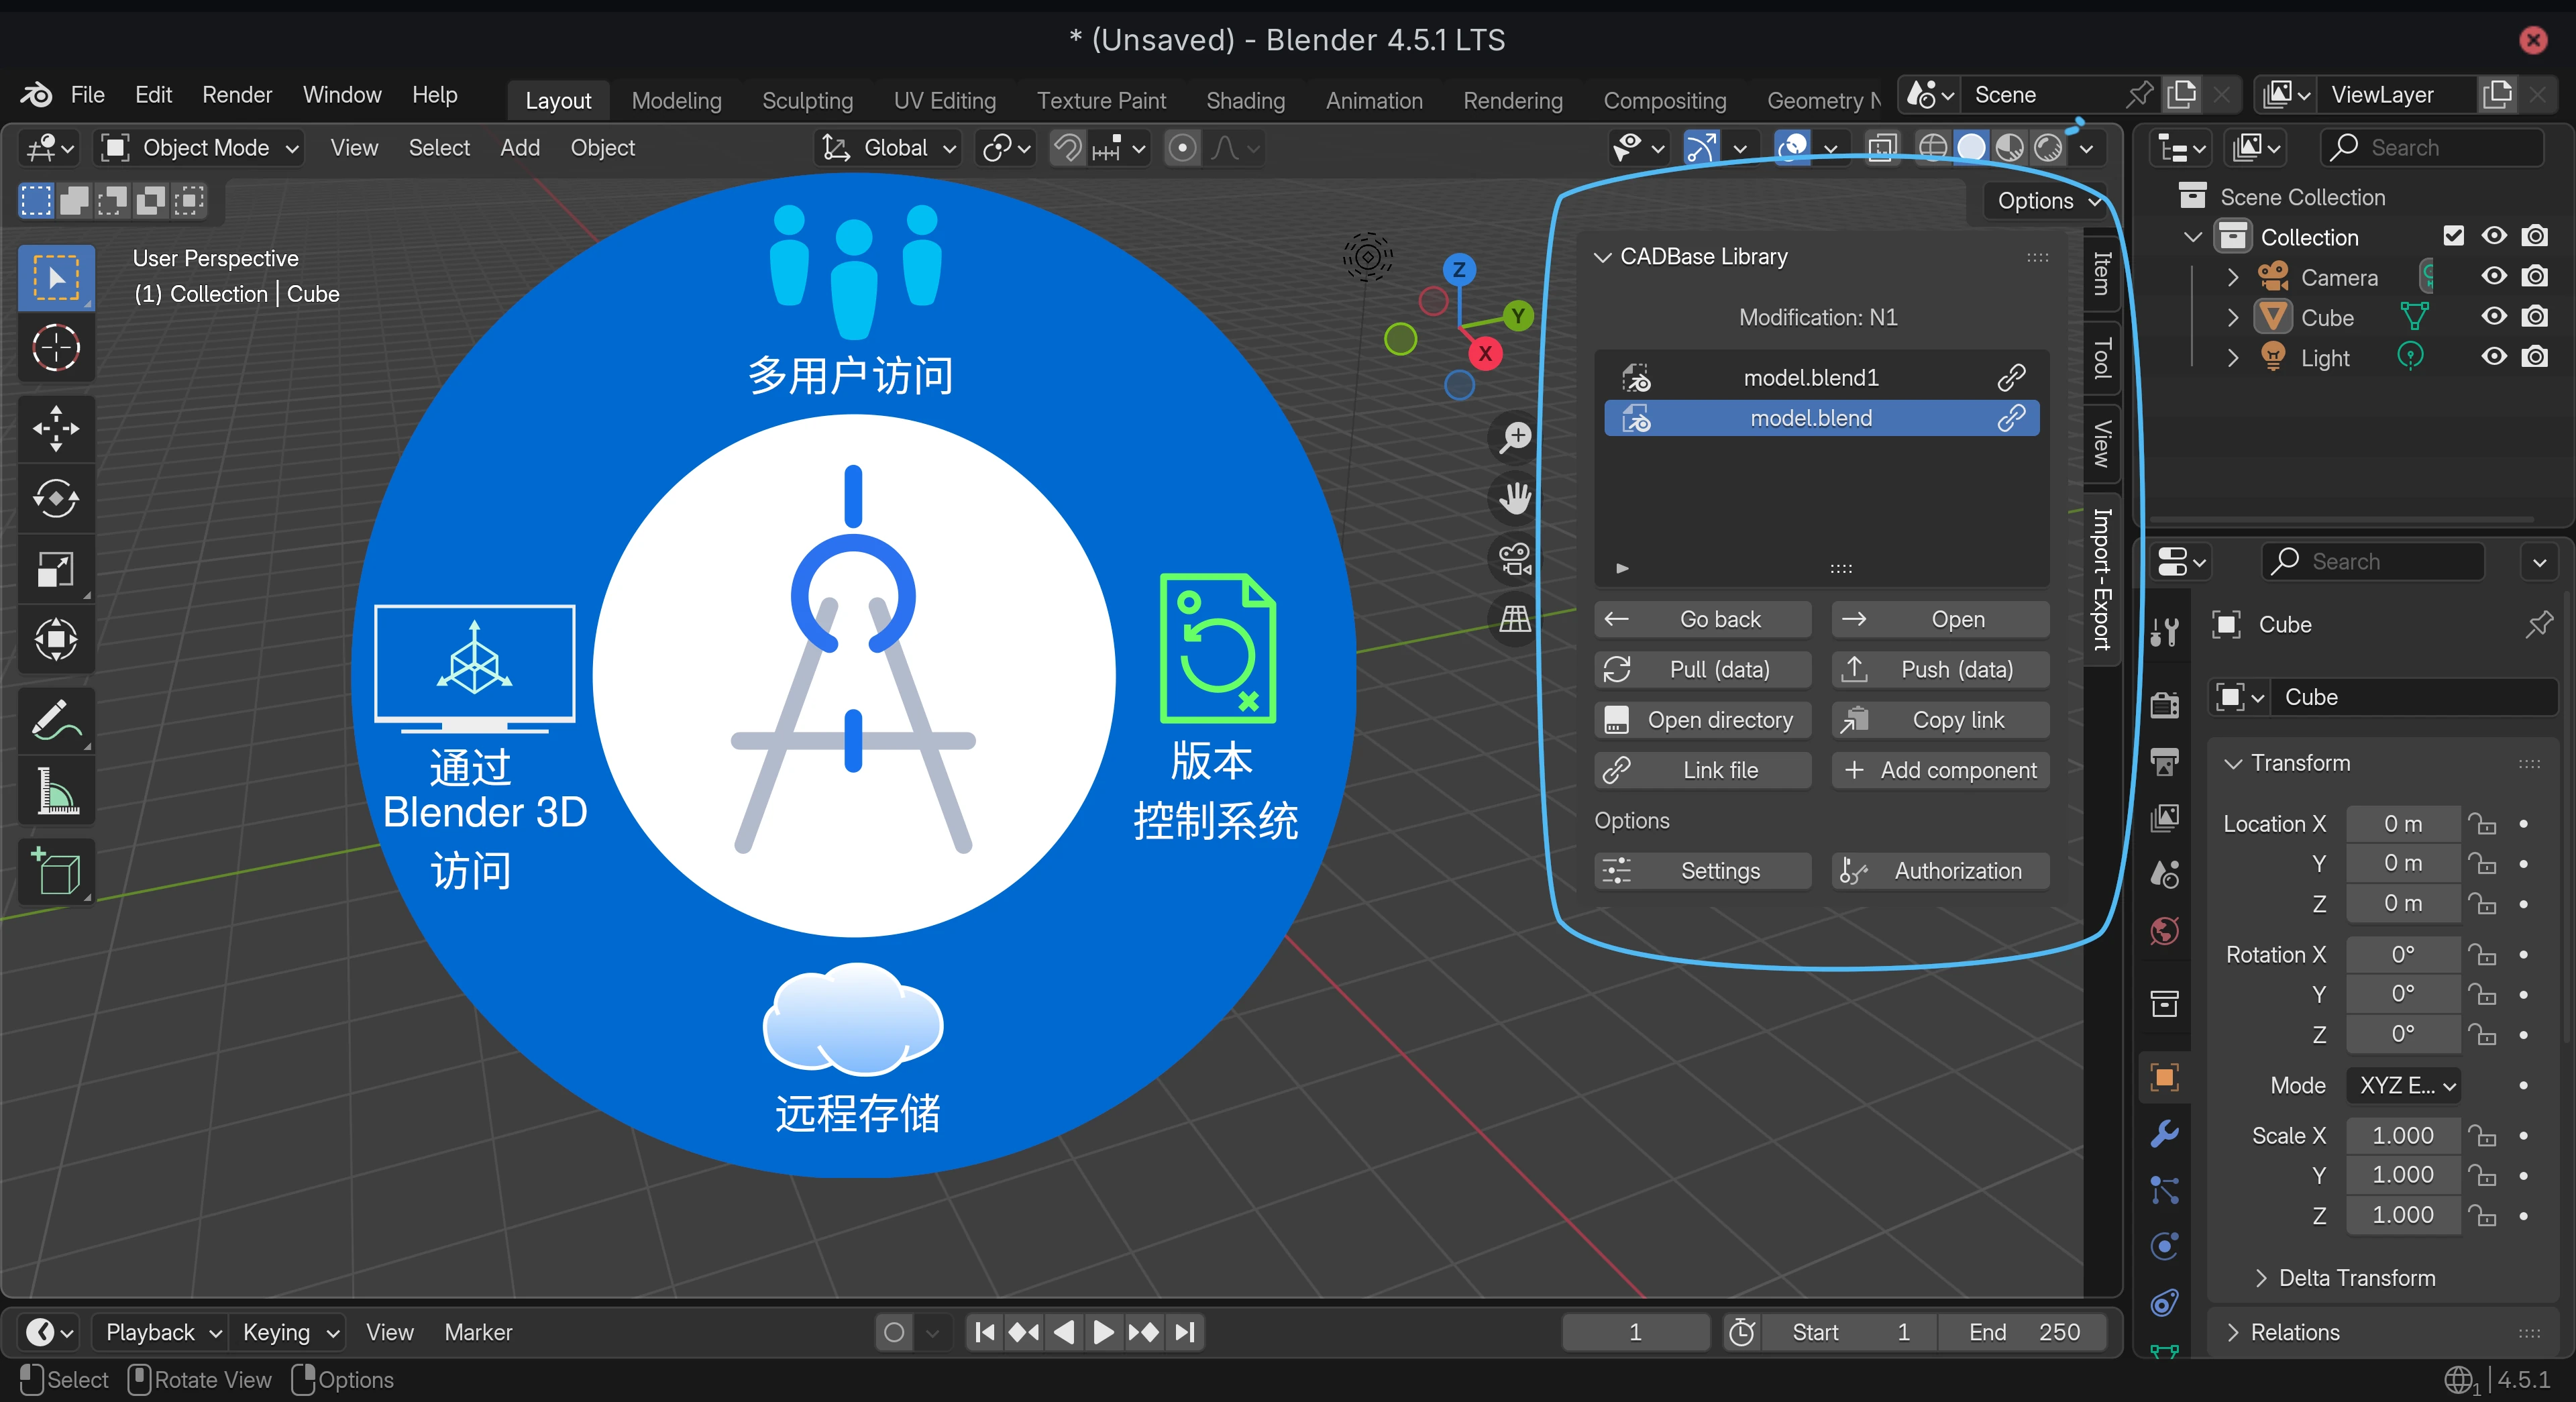 * (Unsaved) - Blender 4.5.1 LTS
File Edit Render Window Help
Layout Modeling Sculpting UV Editing Texture Paint Shading Animation Rendering Compositing Geometry N
Scene
ViewLayer
Object Mode View Select Add Object
Global
Search
Options
User Perspective
(1) Collection | Cube
多用户访问
通过
Blender 3D
访问
版本
控制系统
远程存储
Z
Y
X
CADBase Library
Modification: N1
model.blend1
model.blend
Go back
Open
Pull (data)
Push (data)
Open directory
Copy link
Link file
Add component
Options
Settings
Authorization
Item
Tool
View
Import-Export
Scene Collection
Collection
Camera
Cube
Light
Search
Cube
Cube
Transform
Location X 0 m
Y 0 m
Z 0 m
Rotation X 0°
Y 0°
Z 0°
Mode XYZ E...
Scale X 1.000
Y 1.000
Z 1.000
Delta Transform
Relations
Playback Keying View Marker
1
Start 1
End 250
Select Rotate View Options
1 | 4.5.1